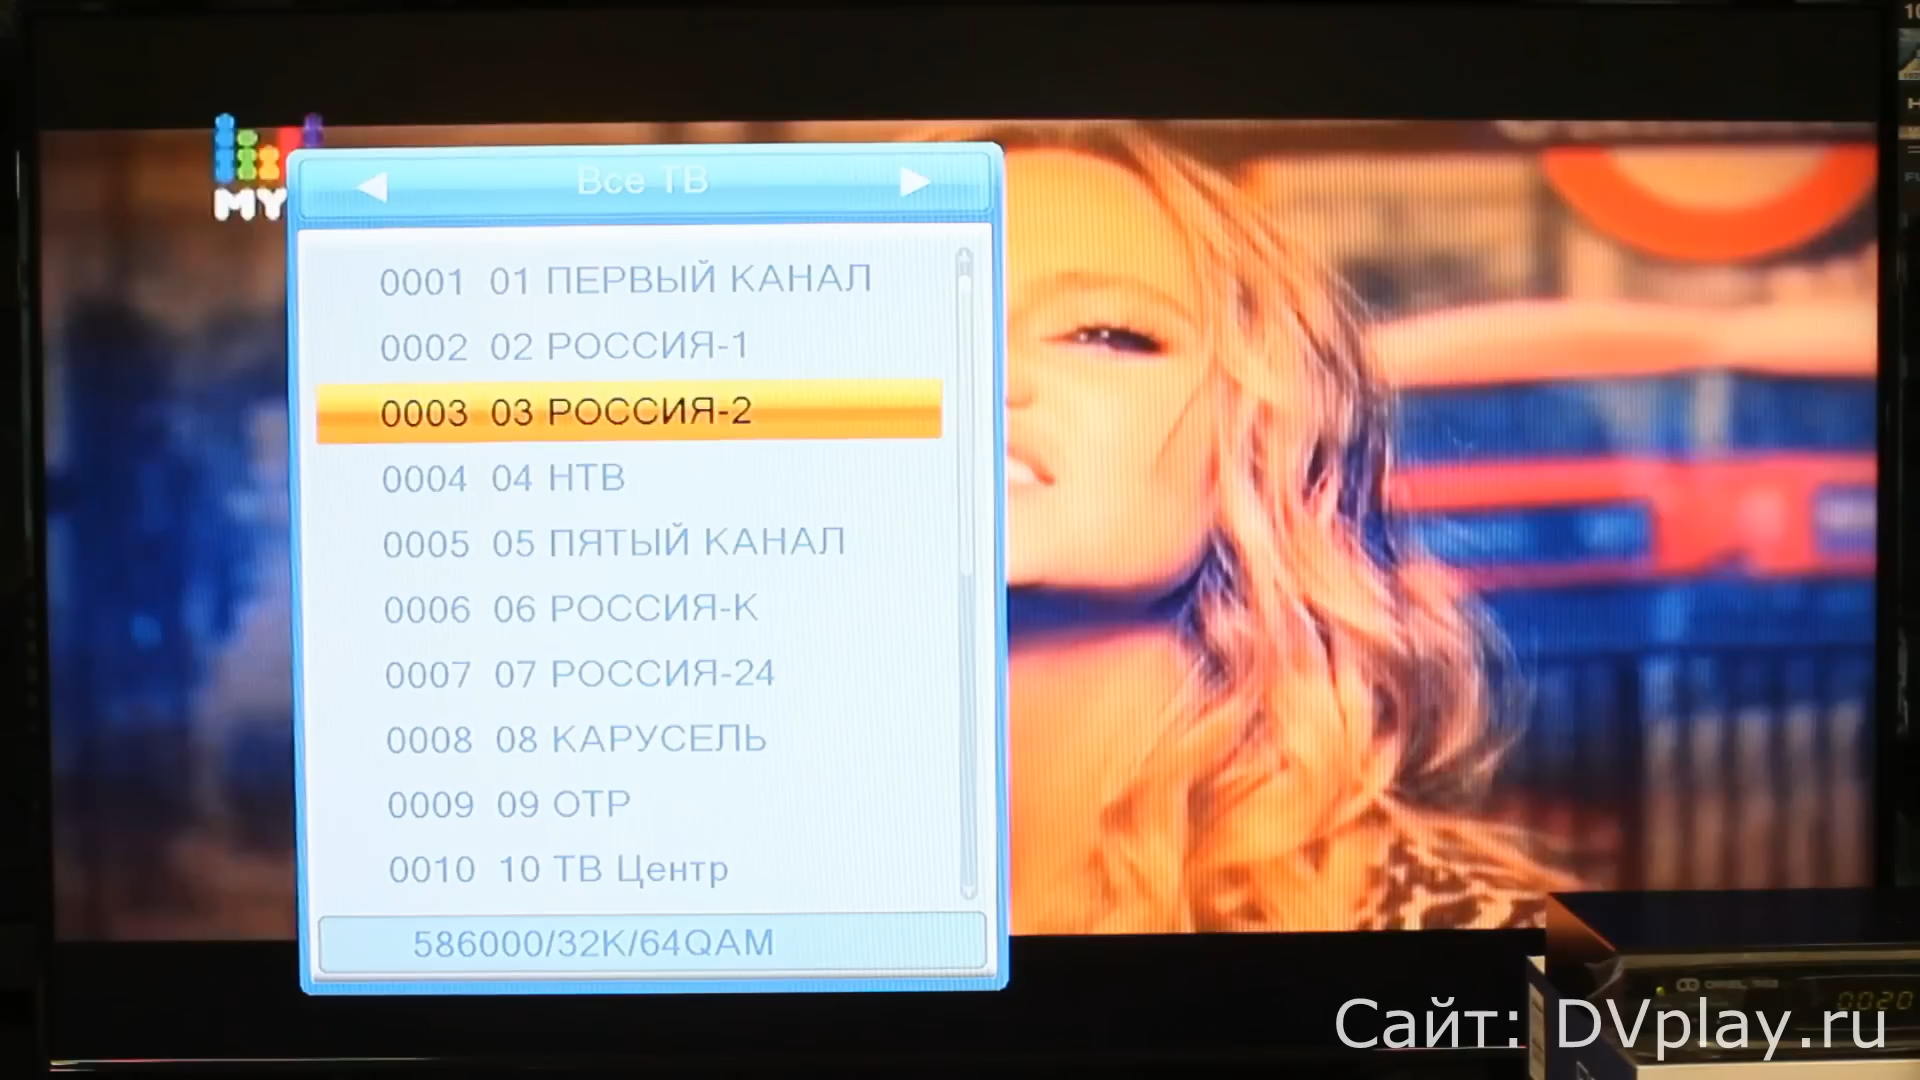 MY
Все ТВ
0001 01 ПЕРВЫЙ КАНАЛ
0002 02 РОССИЯ-1
0003 03 РОССИЯ-2
0004 04 НТВ
0005 05 ПЯТЫЙ КАНАЛ
0006 06 РОССИЯ-К
0007 07 РОССИЯ-24
0008 08 КАРУСЕЛЬ
0009 09 ОТР
0010 10 ТВ Центр
586000/32K/64QAM
0020
Сайт: DVplay.ru